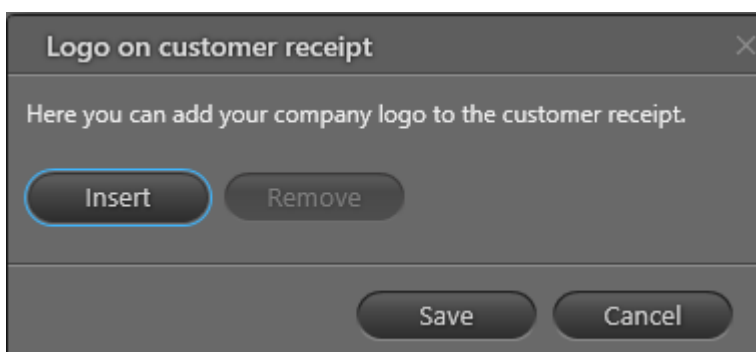 Logo on customer receipt
Here you can add your company logo to the customer receipt.
Insert Remove
Save Cancel